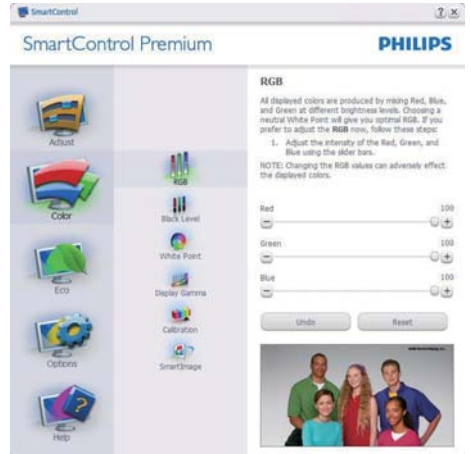 SmartControl
? X
SmartControl Premium
PHILIPS
Adjust
Color
Eco
Options
Help
RGB
Black Level
White Point
Display Gamma
Calibration
SmartImage
RGB
All displayed colors are produced by mixing Red, Blue,
and Green at different brightness levels. Choosing a
neutral White Point will give you optimal RGB. If you
prefer to adjust the RGB now, follow these steps:
1. Adjust the intenaity of the Red, Green, and
Blue using the slider bars.
NOTE: Changing the RGB values can adversely effect
the displayed colors.
Red 100
Green 100
Blue 100
Undo Reset